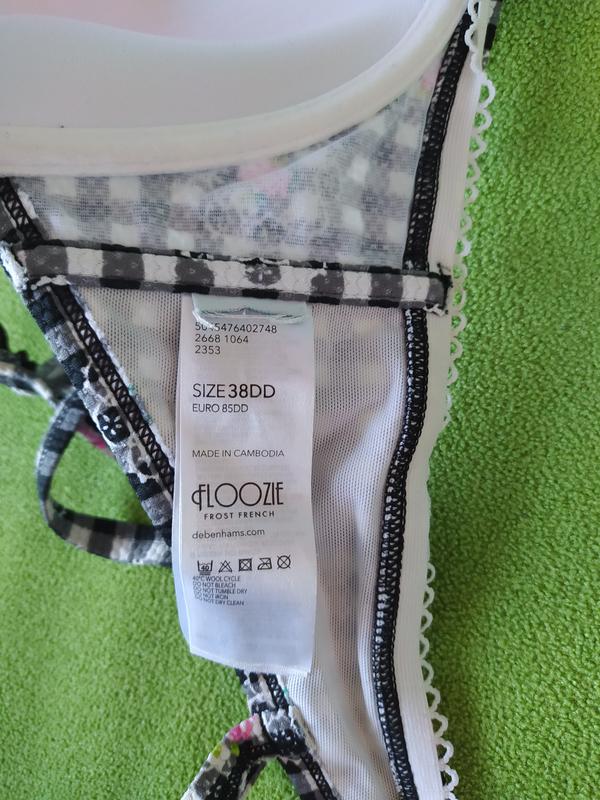 2668 1064
2353
SIZE 38DD
EURO 85DD
MADE IN CAMBODIA
FLOOZIE
FROST FRENCH
debenhams.com
40
40°C WOOL CYCLE
DO NOT BLEACH
DO NOT TUMBLE DRY
DO NOT IRON
DO NOT DRY CLEAN